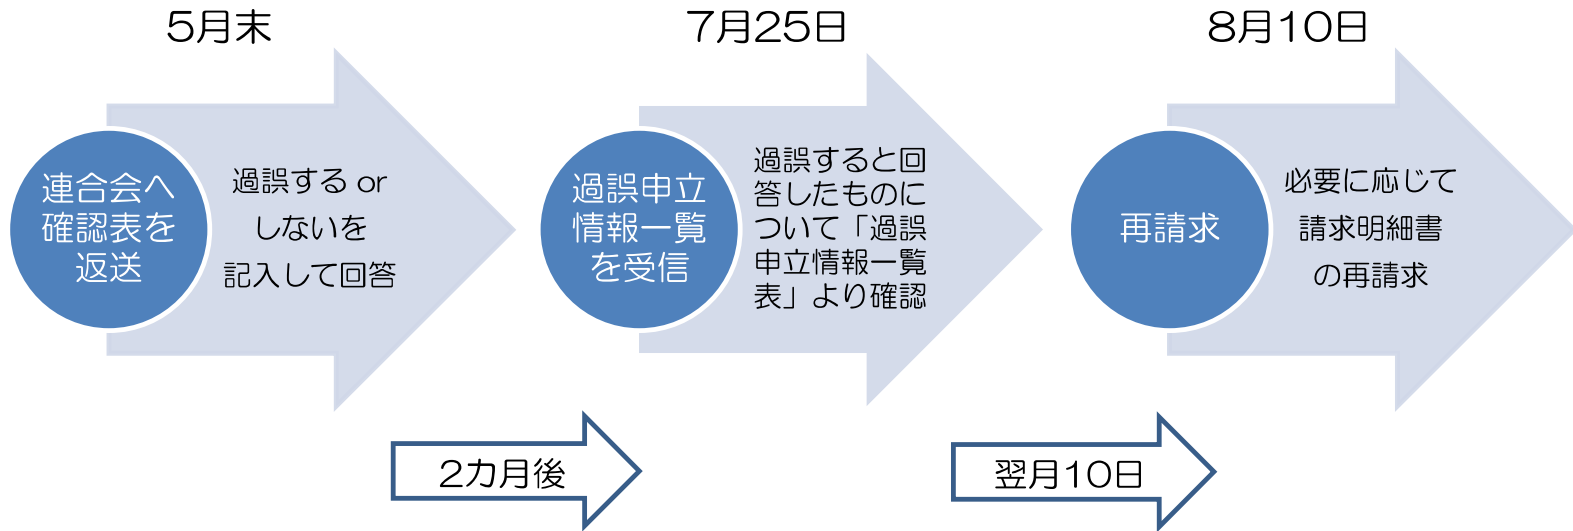 5月末
連合会へ
確認表を
返送
過誤する or
しないを
記入して回答
7月25日
過誤申立
情報一覧
を受信
過誤すると回
答したものに
ついて「過誤
申立情報一覧
表」より確認
8月10日
再請求
必要に応じて
請求明細書
の再請求
2カ月後
翌月10日